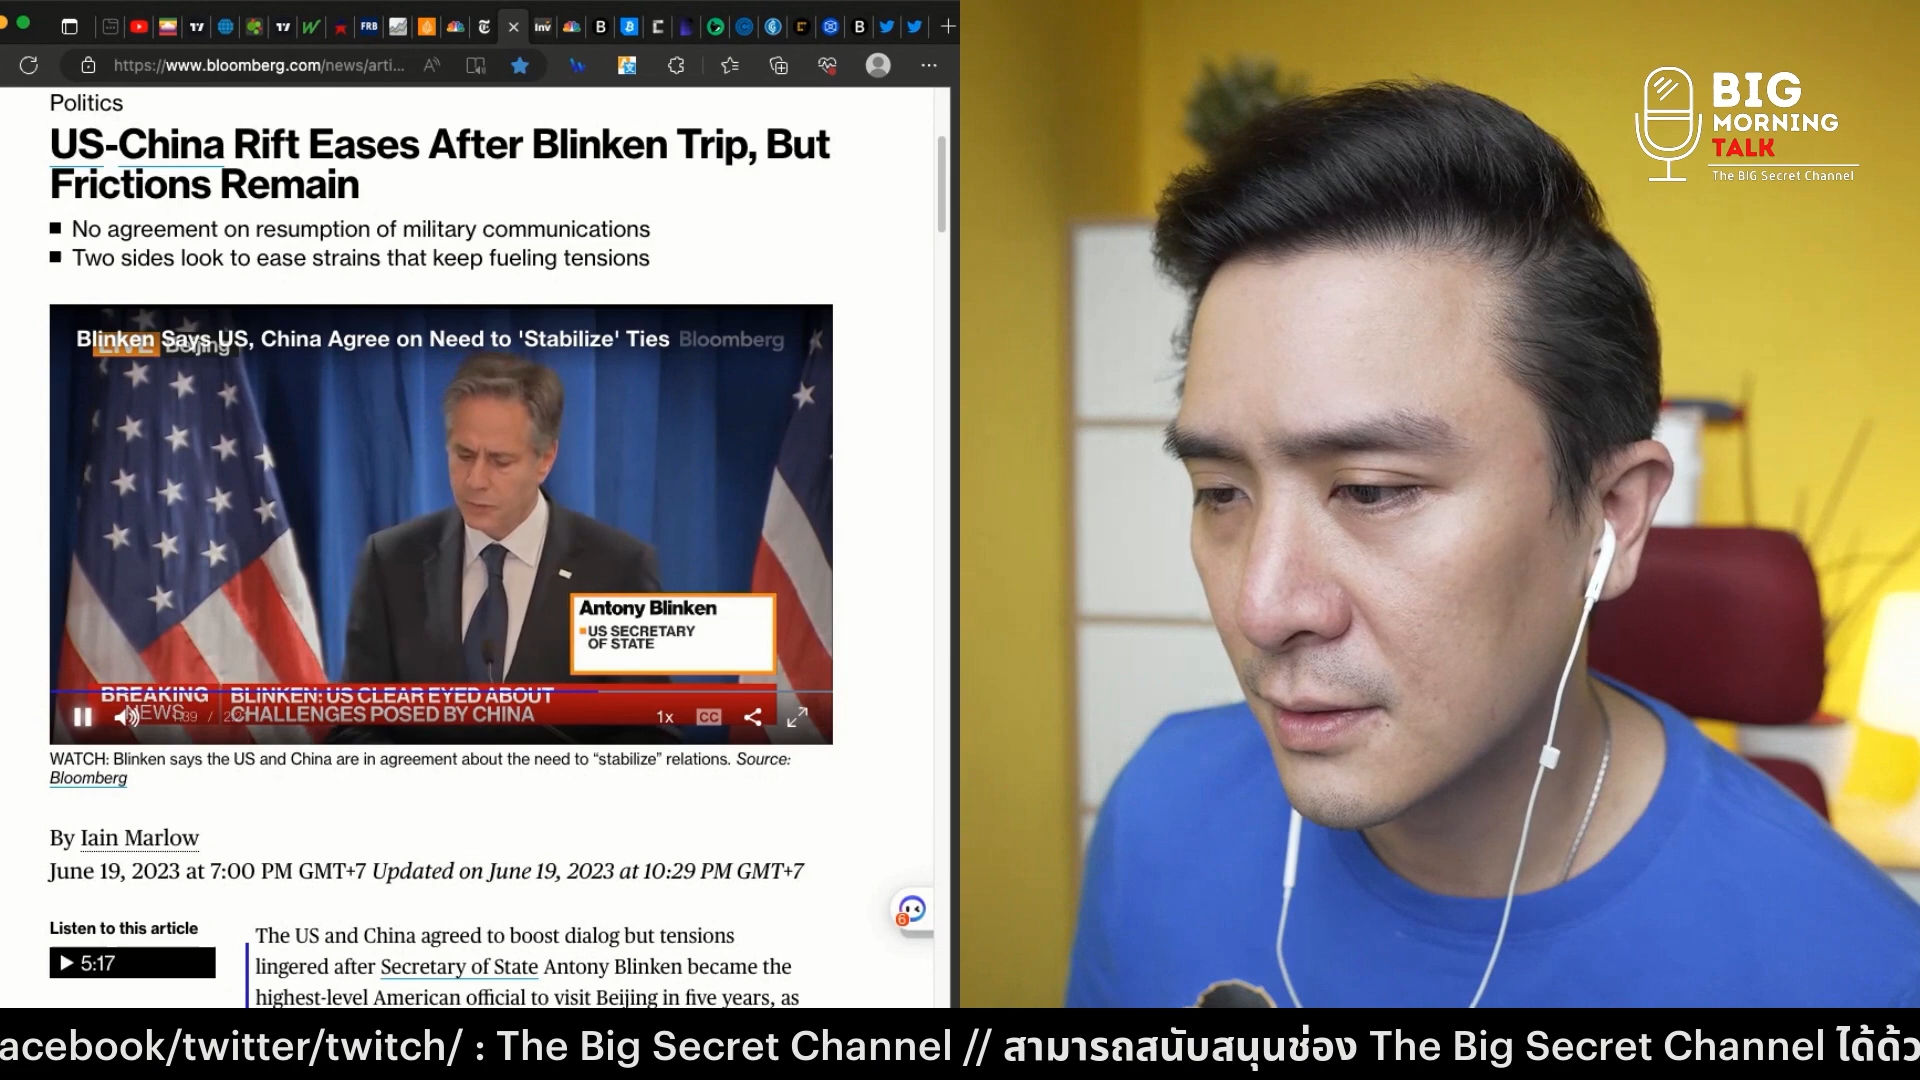 FRB
Inv
B
B
https://www.bloomberg.com/news/arti...
Politics
US-China Rift Eases After Blinken Trip, But
Frictions Remain
No agreement on resumption of military communications
Two sides look to ease strains that keep fueling tensions
Blinken Says US, China Agree on Need to 'Stabilize' Ties Bloomberg
LIVE Beijing
Antony Blinken
US SECRETARY
OF STATE
BREAKING
NEWS
BLINKEN: US CLEAR EYED ABOUT
CHALLENGES POSED BY CHINA
1x CC
WATCH: Blinken says the US and China are in agreement about the need to “stabilize” relations. Source:
Bloomberg
By Iain Marlow
June 19, 2023 at 7:00 PM GMT+7 Updated on June 19, 2023 at 10:29 PM GMT+7
Listen to this article
5:17
6
The US and China agreed to boost dialog but tensions
lingered after Secretary of State Antony Blinken became the
highest-level American official to visit Beijing in five years, as
BIG
MORNING
TALK
The BIG Secret Channel
acebook/twitter/twitch/ : The Big Secret Channel // สามารถสนับสนุนช่อง The Big Secret Channel ได้ด้ว